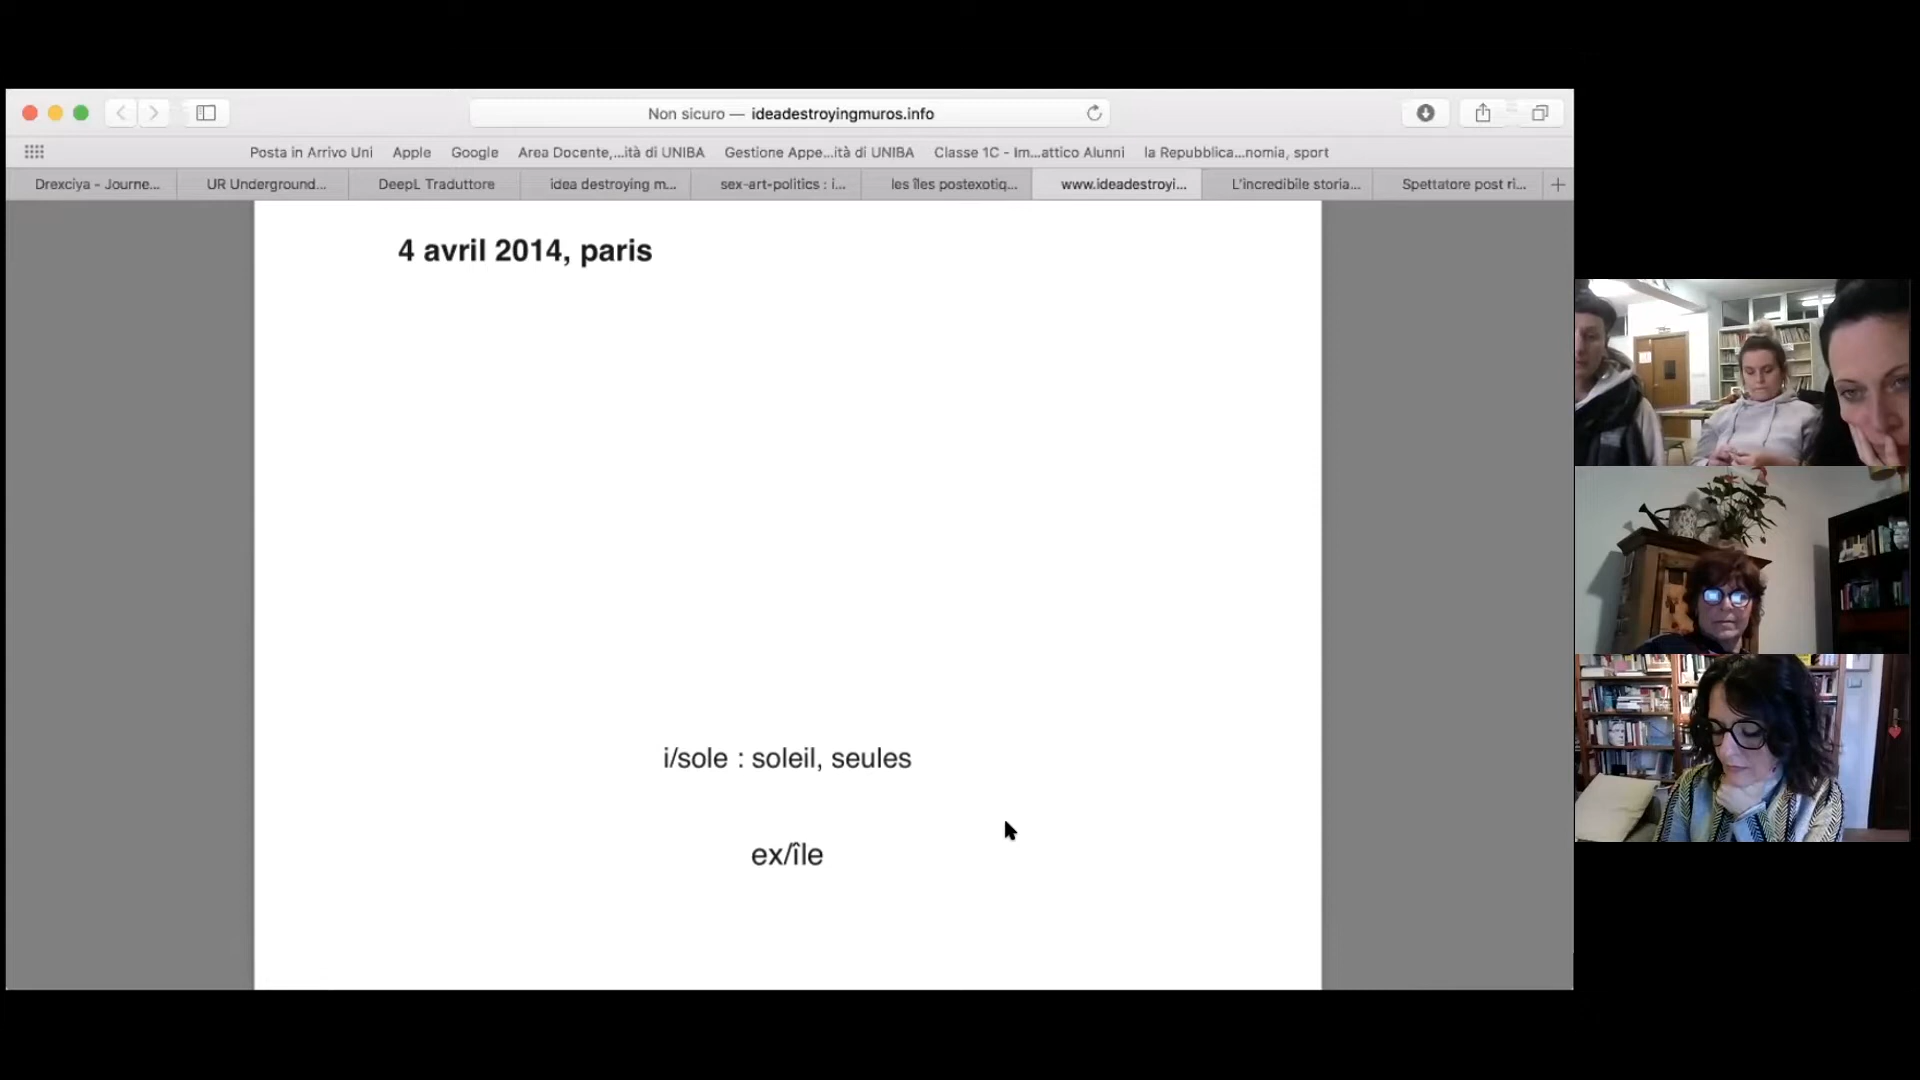 Non sicuro — ideadestroyingmuros.info
Posta in Arrivo Uni Apple Google Area Docente,...ità di UNIBA Gestione Appe...ità di UNIBA Classe 1C - Im...attico Alunni la Repubblica...nomia, sport
Drexciya - Journe... UR Underground... DeepL Traduttore idea destroying m... sex-art-politics : i... les îles postexotiq... www.ideadestroyi... L'incredibile storia... Spettatore post ri...
4 avril 2014, paris
i/sole : soleil, seules
ex/île